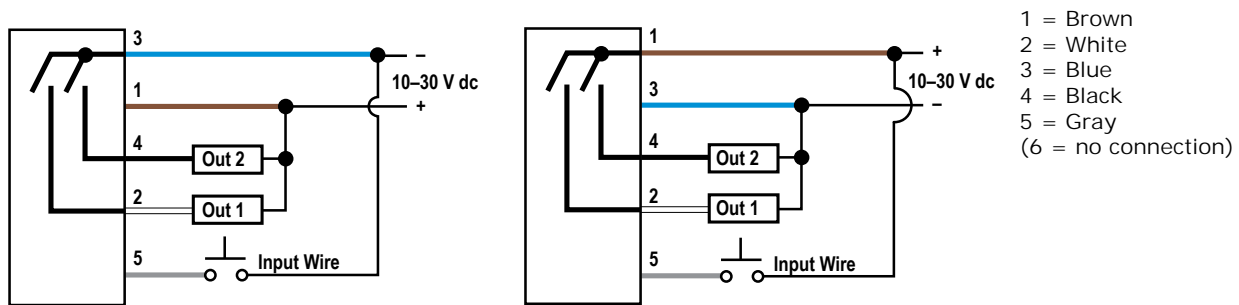 3
–
10–30 V dc
1
+
4
Out 2
2
Out 1
5
Input Wire
1
+
10–30 V dc
3
–
4
Out 2
2
Out 1
5
Input Wire
1 = Brown
2 = White
3 = Blue
4 = Black
5 = Gray
(6 = no connection)